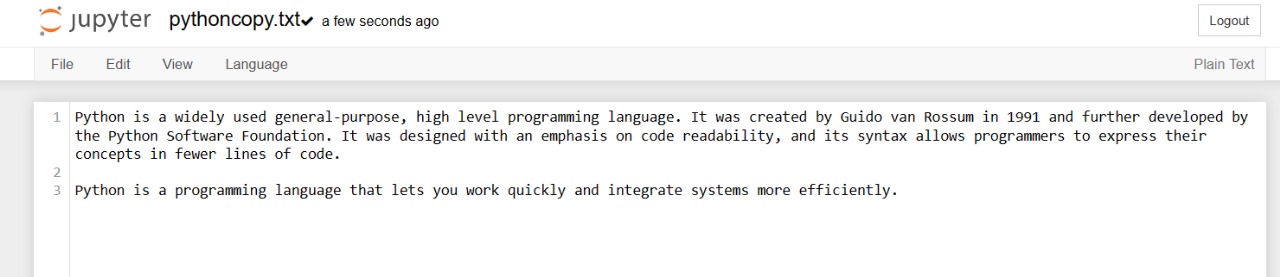 jupyter pythoncopy.txt✔ a few seconds ago Logout
File Edit View Language Plain Text
1 Python is a widely used general-purpose, high level programming language. It was created by Guido van Rossum in 1991 and further developed by
the Python Software Foundation. It was designed with an emphasis on code readability, and its syntax allows programmers to express their
concepts in fewer lines of code.
2
3 Python is a programming language that lets you work quickly and integrate systems more efficiently.